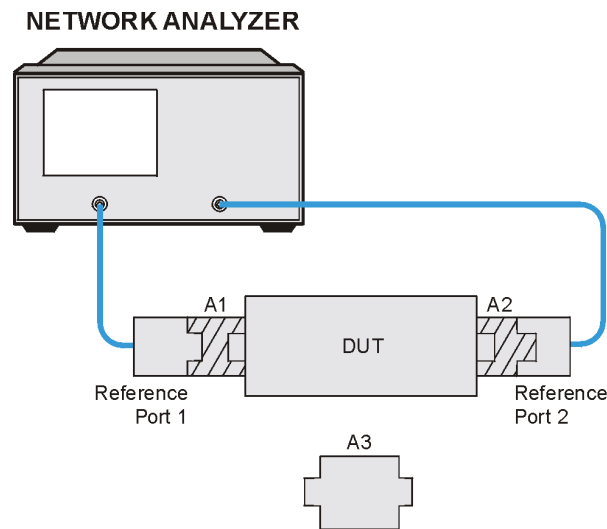 NETWORK ANALYZER
A1
A2
DUT
Reference
Port 1
Reference
Port 2
A3